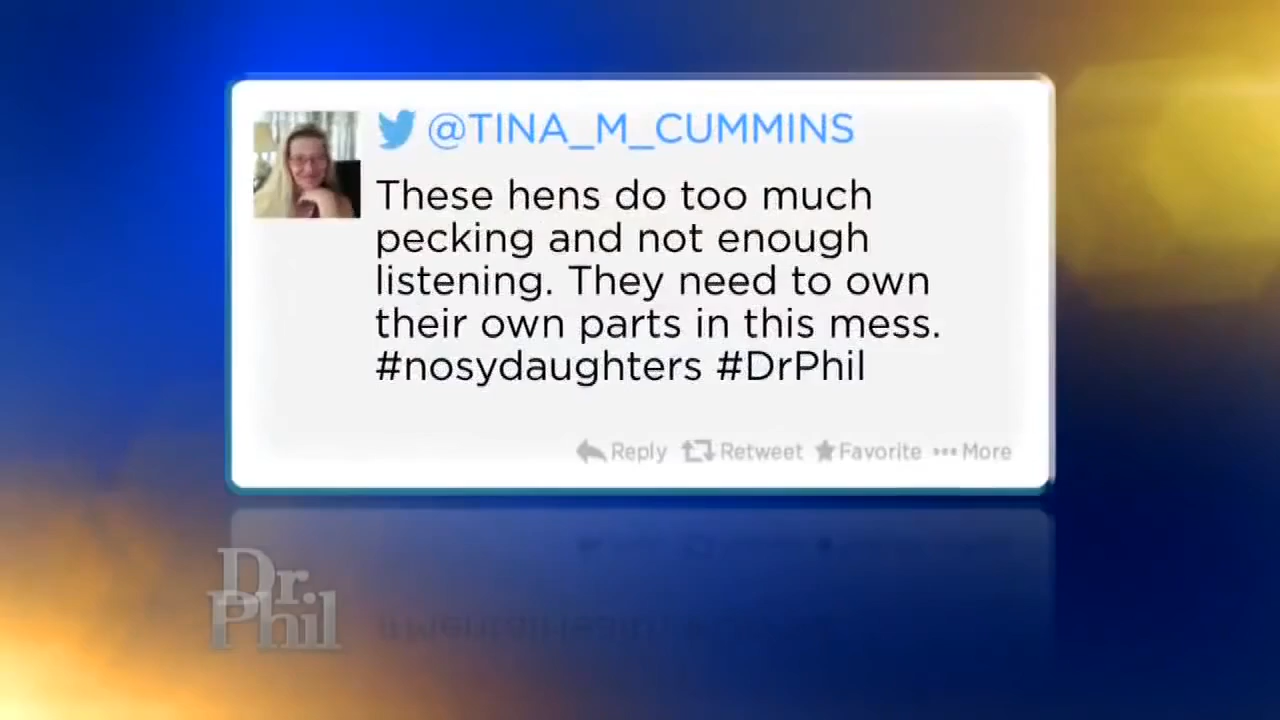 @TINA_M_CUMMINS
These hens do too much
pecking and not enough
listening. They need to own
their own parts in this mess.
#nosydaughters #DrPhil
Reply Retweet Favorite More
Dr.
Phil